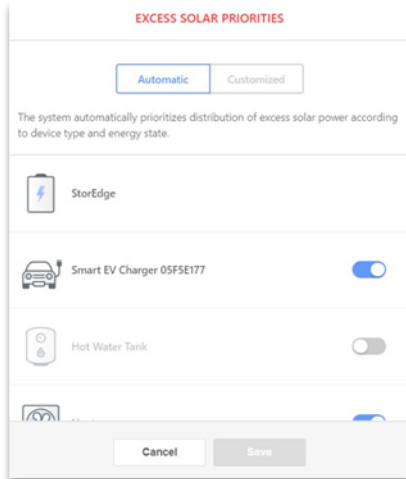 EXCESS SOLAR PRIORITIES
Automatic
Customized
The system automatically prioritizes distribution of excess solar power according
to device type and energy state.
StorEdge
Smart EV Charger 05F5E177
Hot Water Tank
Cancel
Save